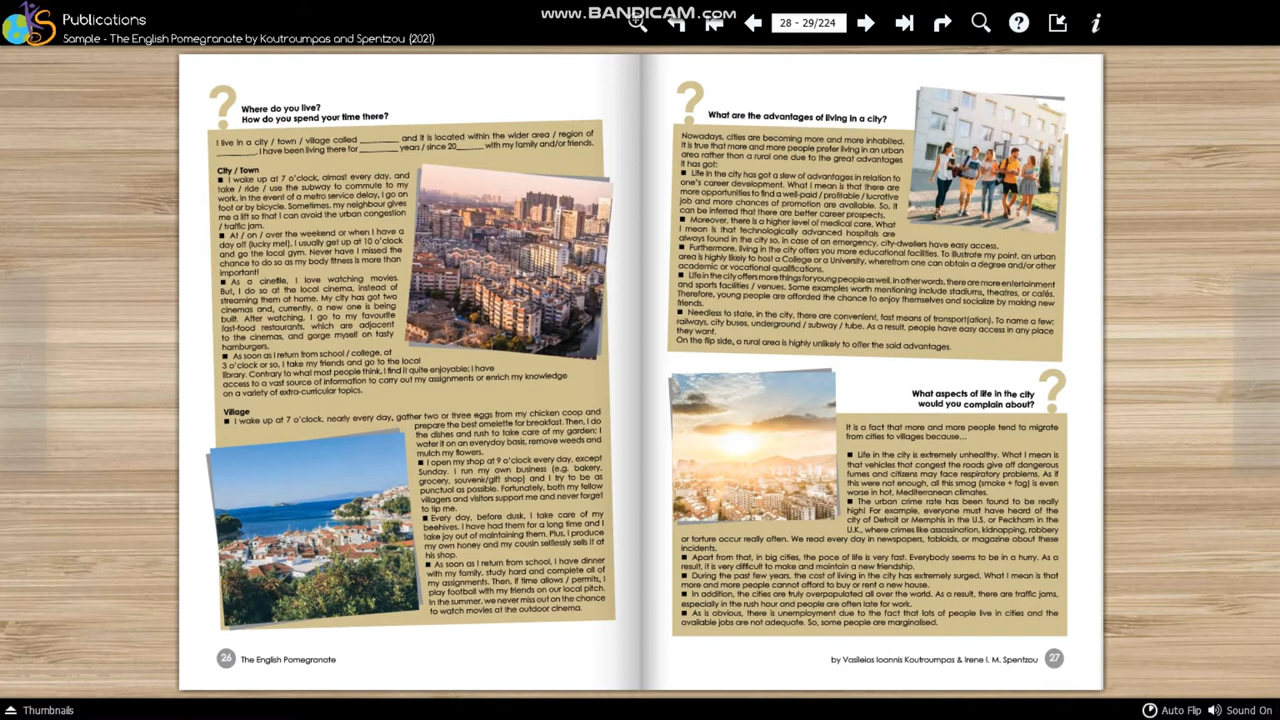 www.BANDICAM.com
Publications
Sample - The English Pomegranate by Koutroumpas and Spentzou {2021}
28 - 29/224
?
Where do you live?
How do you spend your time there?
I live in a city / town / village called ________ and it is located within the wider area / region of
________. I have been living there for ________ years / since 20______ with my family and/or friends.
City / Town
■ I wake up at 7 o'clock, almost every day, and
take / ride / use the subway to commute to my
work. In the event of a metro service delay, I go on
foot or by bicycle. Sometimes, my neighbour gives
me a lift so that I can avoid the urban congestion
/ traffic jam.
■ At / on / over the weekend or when I have a
day off (lucky me!), I usually get up at 10 o'clock
and go the local gym. Never have I missed the
chance to do so as my body fitness is more than
important!
■ As a cinefile, I love watching movies.
But, I do so at the local cinema, instead of
streaming them at home. My city has got two
cinemas and, currently, a new one is being
built. After watching, I go to my favourite
fast-food restaurants, which are adjacent
to the cinemas, and gorge myself on tasty
hamburgers.
■ As soon as I return from school / college, at
3 o'clock or so, I take my friends and go to the local
library. Contrary to what most people think, I find it quite enjoyable; I have
access to a vast source of information to carry out my assignments or enrich my knowledge
on a variety of extra-curricular topics.
Village
■ I wake up at 7 o'clock, nearly every day, gather two or three eggs from my chicken coop and
prepare the best omelette for breakfast. Then, I do
the dishes and rush to take care of my garden; I
water it on an everyday basis, remove weeds and
mulch my flowers.
■ I open my shop at 9 o'clock every day, except
Sunday. I run my own business (e.g. bakery,
grocery, souvenir/gift shop) and I try to be as
punctual as possible. Fortunately, both my fellow
villagers and visitors support me and never forget
to tip me.
■ Every day, before dusk, I take care of my
beehives. I have had them for a long time and I
take joy out of maintaining them. Plus, I produce
my own honey and my cousin selflessly sells it at
his shop.
■ As soon as I return from school, I have dinner
with my family, study hard and complete all of
my assignments. Then, if time allows / permits, I
play football with my friends on our local pitch.
In the summer, we never miss out on the chance
to watch movies at the outdoor cinema.
26 The English Pomegranate
?
What are the advantages of living in a city?
Nowadays, cities are becoming more and more inhabited.
It is true that more and more people prefer living in an urban
area rather than a rural one due to the great advantages
it has got:
■ Life in the city has got a slew of advantages in relation to
one's career development. What I mean is that there are
more opportunities to find a well-paid / profitable / lucrative
job and more chances of promotion are available. So, it
can be inferred that there are better career prospects.
■ Moreover, there is a higher level of medical care. What
I mean is that technologically advanced hospitals are
always found in the city so, in case of an emergency, city-dwellers have easy access.
■ Furthermore, living in the city offers you more educational facilities. To illustrate my point, an urban
area is highly likely to host a College or a University, wherefrom one can obtain a degree and/or other
academic or vocational qualifications.
■ Life in the city offers more things for young people as well. In other words, there are more entertainment
and sports facilities / venues. Some examples worth mentioning include stadiums, theatres, or cafés.
Therefore, young people are afforded the chance to enjoy themselves and socialize by making new
friends.
■ Needless to state, in the city, there are convenient, fast means of transport(ation). To name a few:
railways, city buses, underground / subway / tube. As a result, people have easy access in any place
they want.
On the flip side, a rural area is highly unlikely to offer the said advantages.
What aspects of life in the city
would you complain about?
?
It is a fact that more and more people tend to migrate
from cities to villages because...
■ Life in the city is extremely unhealthy. What I mean is
that vehicles that congest the roads give off dangerous
fumes and citizens may face respiratory problems. As if
this were not enough, all this smog (smoke + fog) is even
worse in hot, Mediterranean climates.
■ The urban crime rate has been found to be really
high! For example, everyone must have heard of the
city of Detroit or Memphis in the U.S. or Peckham in the
U.K., where crimes like assassination, kidnapping, robbery
or torture occur really often. We read every day in newspapers, tabloids, or magazine about these
incidents.
■ Apart from that, in big cities, the pace of life is very fast. Everybody seems to be in a hurry. As a
result, it is very difficult to make and maintain a new friendship.
■ During the past few years, the cost of living in the city has extremely surged. What I mean is that
more and more people cannot afford to buy or rent a new house.
■ In addition, the cities are truly overpopulated all over the world. As a result, there are traffic jams,
especially in the rush hour and people are often late for work.
■ As is obvious, there is unemployment due to the fact that lots of people live in cities and the
available jobs are not adequate. So, some people are marginalised.
by Vasileios Ioannis Koutroumpas & Irene I. M. Spentzou 27
Thumbnails
Auto Flip
Sound On